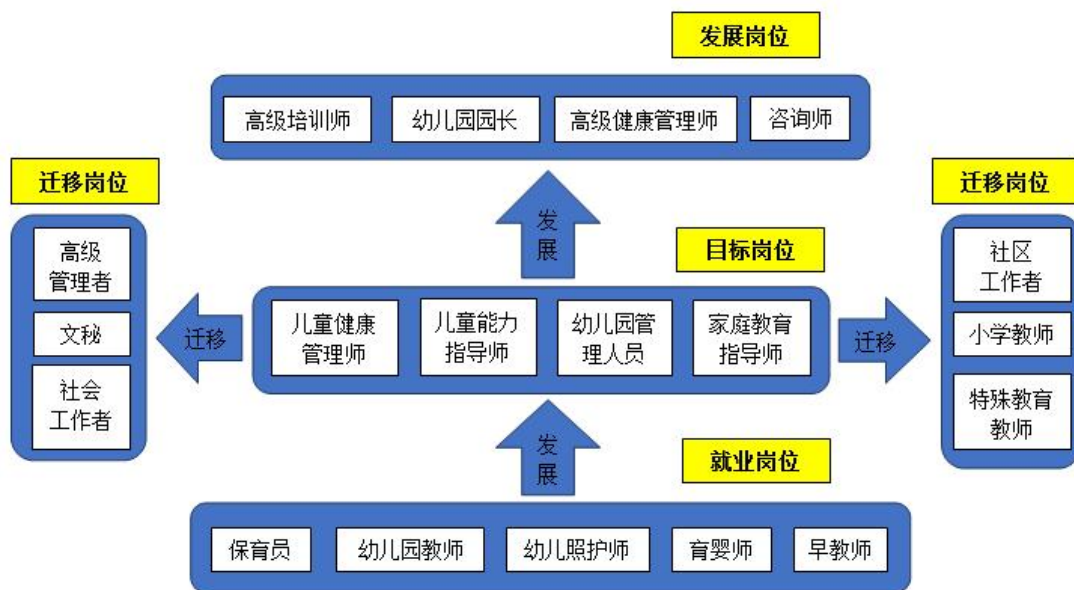 发展岗位
高级培训师
幼儿园园长
高级健康管理师
咨询师
迁移岗位
高级
管理者
文秘
社会
工作者
发
展
目标岗位
迁移
儿童健康
管理师
儿童能力
指导师
幼儿园管
理人员
家庭教育
指导师
迁移
迁移岗位
社区
工作者
小学教师
特殊教育
教师
发
展
就业岗位
保育员
幼儿园教师
幼儿照护师
育婴师
早教师